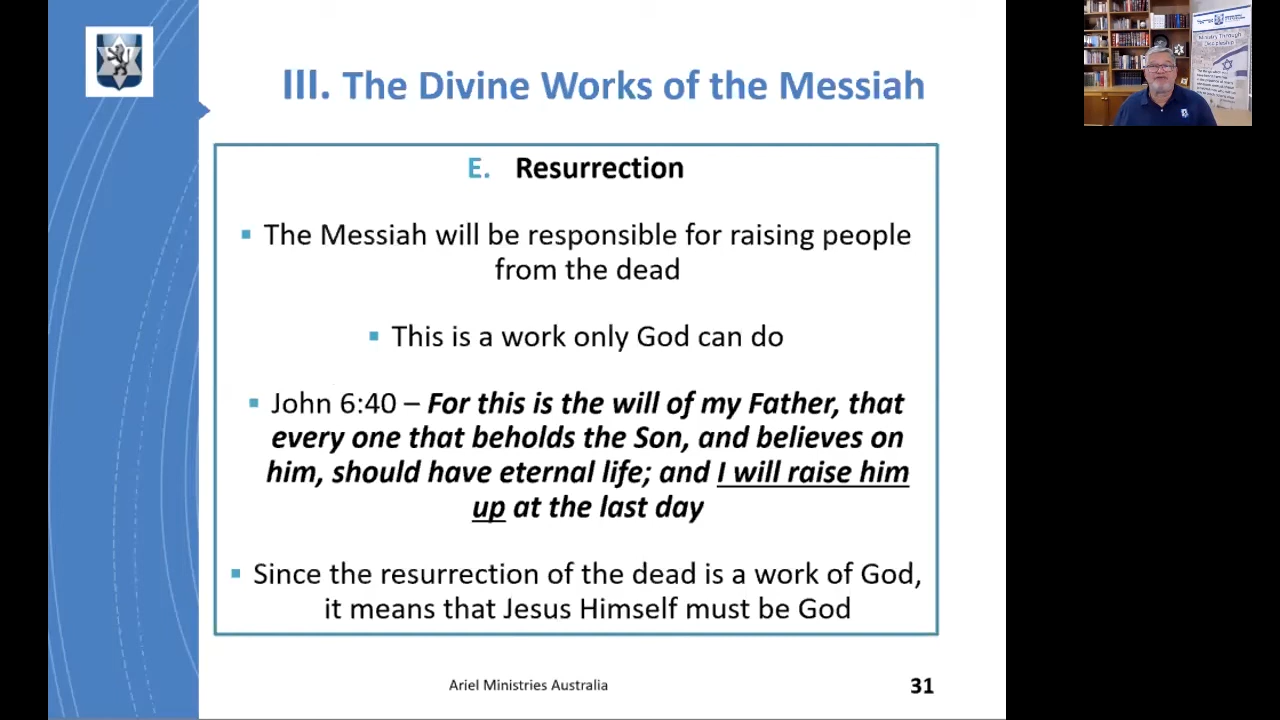 III. The Divine Works of the Messiah
E. Resurrection
▪ The Messiah will be responsible for raising people
from the dead
▪ This is a work only God can do
▪ John 6:40 – For this is the will of my Father, that
every one that beholds the Son, and believes on
him, should have eternal life; and I will raise him
up at the last day
▪ Since the resurrection of the dead is a work of God,
it means that Jesus Himself must be God
Ariel Ministries Australia
31
Ministry Through
Discipleship